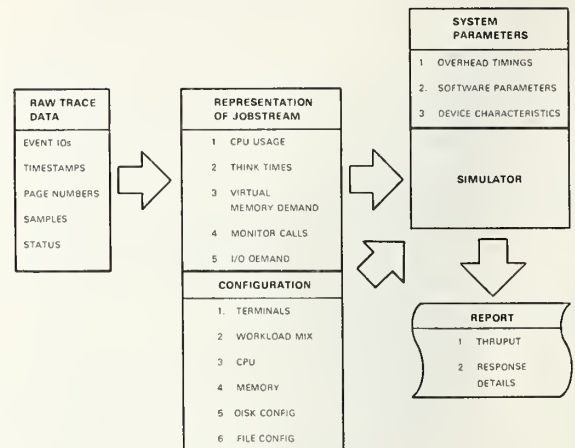 RAW TRACE
DATA
EVENT IOs
TIMESTAMPS
PAGE NUMBERS
SAMPLES
STATUS
REPRESENTATION
OF JOBSTREAM
1 CPU USAGE
2 THINK TIMES
3 VIRTUAL
MEMORY DEMAND
4 MONITOR CALLS
5 I/O OEMAND
CONFIGURATION
1. TERMINALS
2 WORKLOAD MIX
3 CPU
4 MEMORY
5 OISK CONFIG
6 FILE CONFIG
SYSTEM
PARAMETERS
1 OVERHEAD TIMINGS
2. SOFTWARE PARAMETERS
3 DEVICE CHARACTERISTICS
SIMULATOR
REPORT
1 THRUPUT
2 RESPONSE
DETAILS